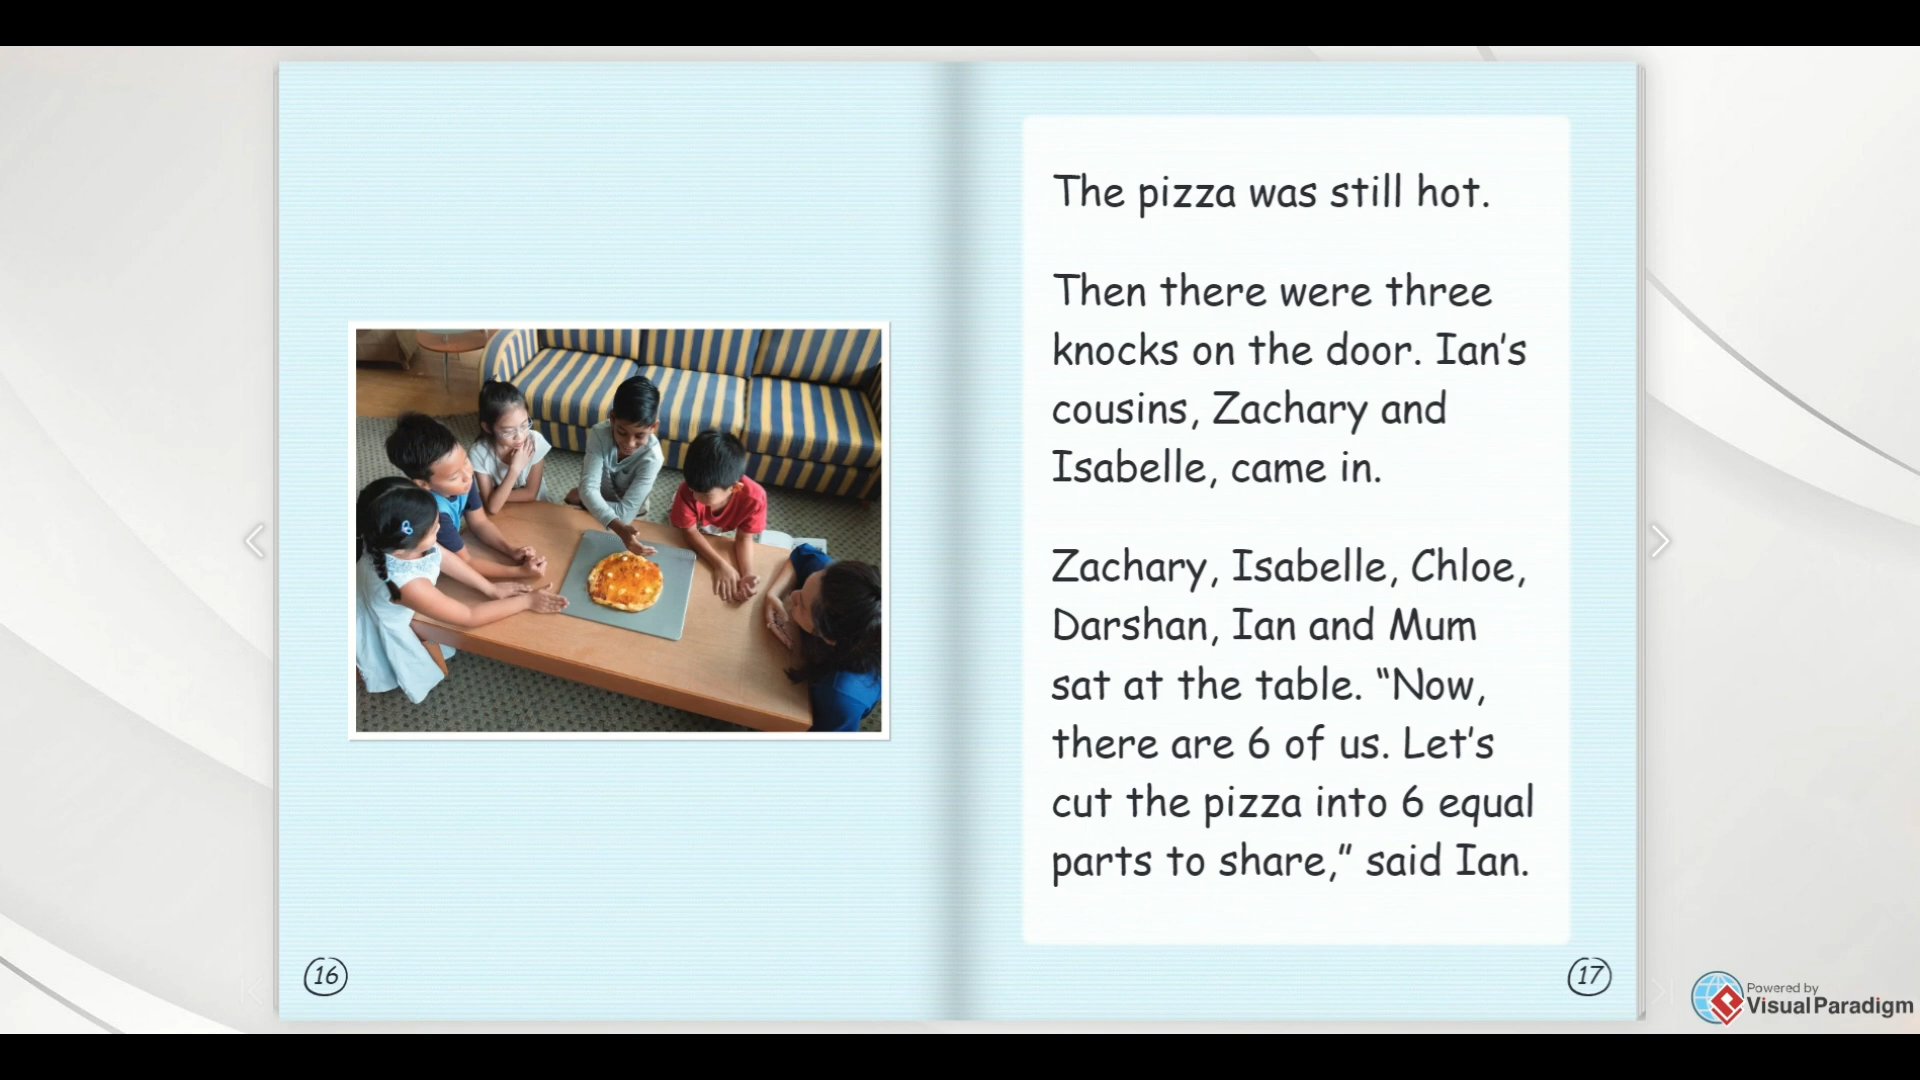 The pizza was still hot.
Then there were three
knocks on the door. Ian's
cousins, Zachary and
Isabelle, came in.
Zachary, Isabelle, Chloe,
Darshan, Ian and Mum
sat at the table. “Now,
there are 6 of us. Let's
cut the pizza into 6 equal
parts to share,” said Ian.
16
17
Powered by
Visual Paradigm